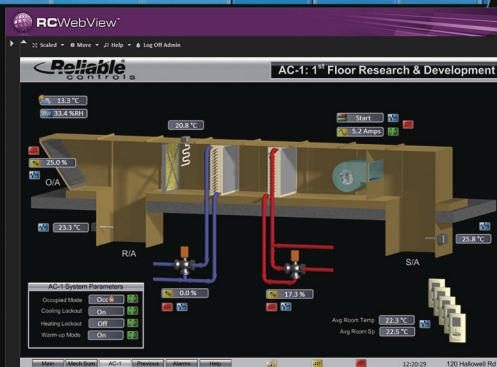 RCWebView™
Scaled More Help Log Off Admin
Reliable
controls
AC-1: 1st Floor Research & Development
13.3 °C
33.4 %RH
20.8 °C
Start
5.2 Amps
25.0 %
O/A
23.3 °C
R/A
25.8 °C
S/A
AC-1 System Parameters
Occupied Mode Occ
Cooling Lockout On
Heating Lockout Off
Warm-up Mode On
0.0 %
17.3 %
Avg Room Temp 22.3 °C
Avg Room Sp 22.5 °C
Main Mech Sum AC-1 Previous Alarms Help
12:20:29 120 Hallowell Rd